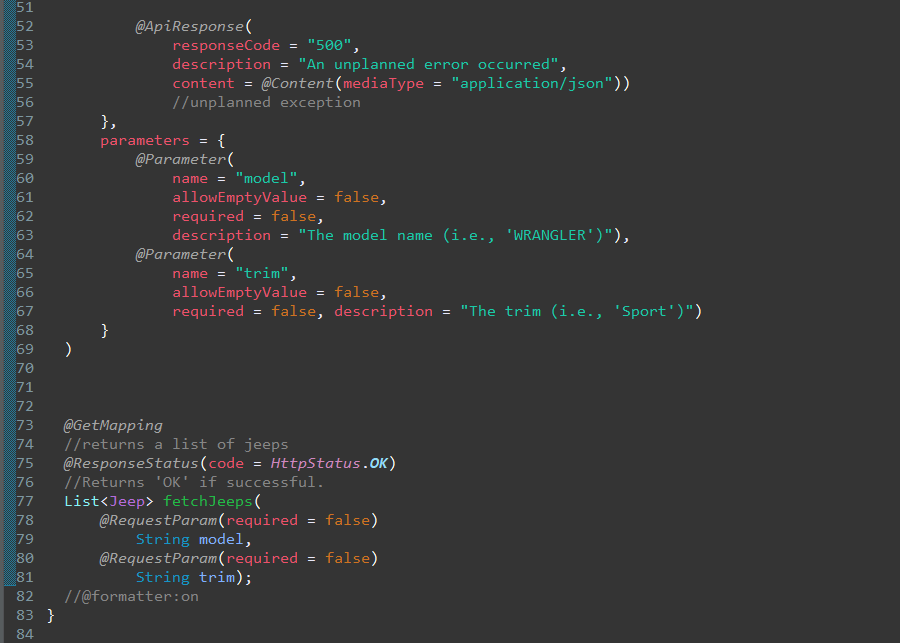 51
52 @ApiResponse(
53 responseCode = "500",
54 description = "An unplanned error occurred",
55 content = @Content(mediaType = "application/json"))
56 //unplanned exception
57 },
58 parameters = {
59 @Parameter(
60 name = "model",
61 allowEmptyValue = false,
62 required = false,
63 description = "The model name (i.e., 'WRANGLER')"),
64 @Parameter(
65 name = "trim",
66 allowEmptyValue = false,
67 required = false, description = "The trim (i.e., 'Sport')")
68 }
69 )
70
71
72
73 @GetMapping
74 //returns a list of jeeps
75 @ResponseStatus(code = HttpStatus.OK)
76 //Returns 'OK' if successful.
77 List<Jeep> fetchJeeps(
78 @RequestParam(required = false)
79 String model,
80 @RequestParam(required = false)
81 String trim);
82 //@formatter:on
83 }
84